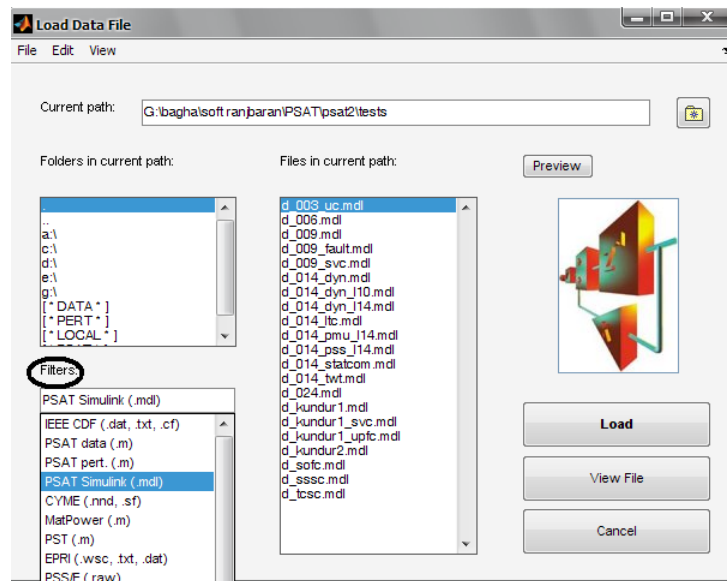 Load Data File
File Edit View
Current path:
G:\bagha\soft ranjbaran\PSAT\psat2\tests
Folders in current path:
Files in current path:
Preview
.
..
a:\
c:\
d:\
e:\
g:\
[ * DATA * ]
[ * PERT * ]
[ * LOCAL * ]
d_003_uc.mdl
d_006.mdl
d_009.mdl
d_009_fault.mdl
d_009_svc.mdl
d_014_dyn.mdl
d_014_dyn_l10.mdl
d_014_dyn_l14.mdl
d_014_ltc.mdl
d_014_pmu_l14.mdl
d_014_pss_l14.mdl
d_014_statcom.mdl
d_014_twt.mdl
d_024.mdl
d_kundur1.mdl
d_kundur1_svc.mdl
d_kundur1_upfc.mdl
d_kundur2.mdl
d_sofc.mdl
d_sssc.mdl
d_tcsc.mdl
Filters:
PSAT Simulink (.mdl)
IEEE CDF (.dat, .txt, .cf)
PSAT data (.m)
PSAT pert. (.m)
PSAT Simulink (.mdl)
CYME (.nnd, .sf)
MatPower (.m)
PST (.m)
EPRI (.wsc, .txt, .dat)
PSS/E (.raw)
Load
View File
Cancel